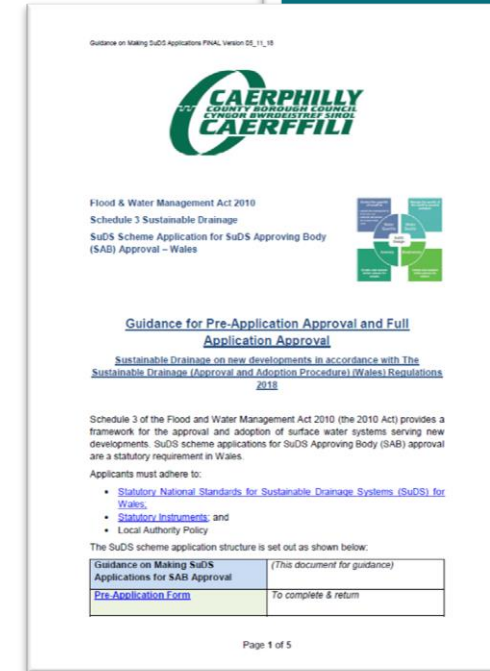 Guidance on Making SuDS Applications FINAL Version 05_11_18
CAERPHILLY
COUNTY BOROUGH COUNCIL
CYNGOR BWRDEISTREF SIROL
CAERFFILI
Flood & Water Management Act 2010
Schedule 3 Sustainable Drainage
SuDS Scheme Application for SuDS Approving Body
(SAB) Approval – Wales
Guidance for Pre-Application Approval and Full
Application Approval
Sustainable Drainage on new developments in accordance with The
Sustainable Drainage (Approval and Adoption Procedure) (Wales) Regulations
2018
Schedule 3 of the Flood and Water Management Act 2010 (the 2010 Act) provides a
framework for the approval and adoption of surface water systems serving new
developments. SuDS scheme applications for SuDS Approving Body (SAB) approval
are a statutory requirement in Wales.
Applicants must adhere to:
• Statutory National Standards for Sustainable Drainage Systems (SuDS) for
Wales;
• Statutory Instruments; and
• Local Authority Policy
The SuDS scheme application structure is set out as shown below:
Guidance on Making SuDS (This document for guidance)
Applications for SAB Approval
Pre-Application Form To complete & return
Page 1 of 5